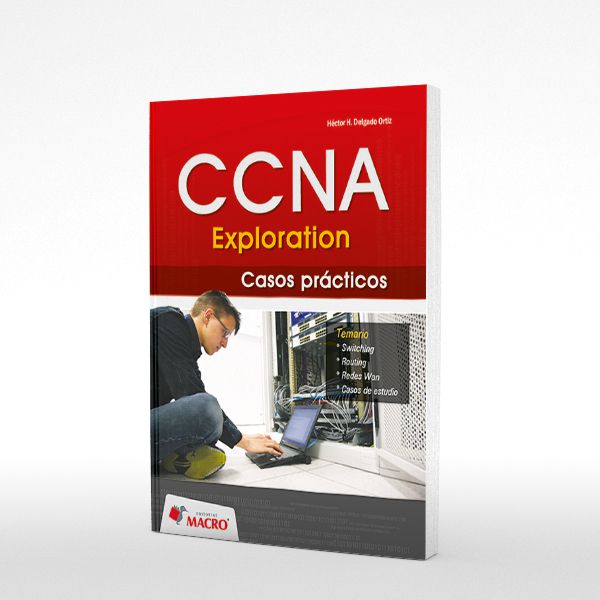 Héctor H. Delgado Ortiz
CCNA
Exploration
Casos prácticos
Temario
* Switching
* Routing
* Redes Wan
* Casos de estudio
EDITORIAL
MACRO®